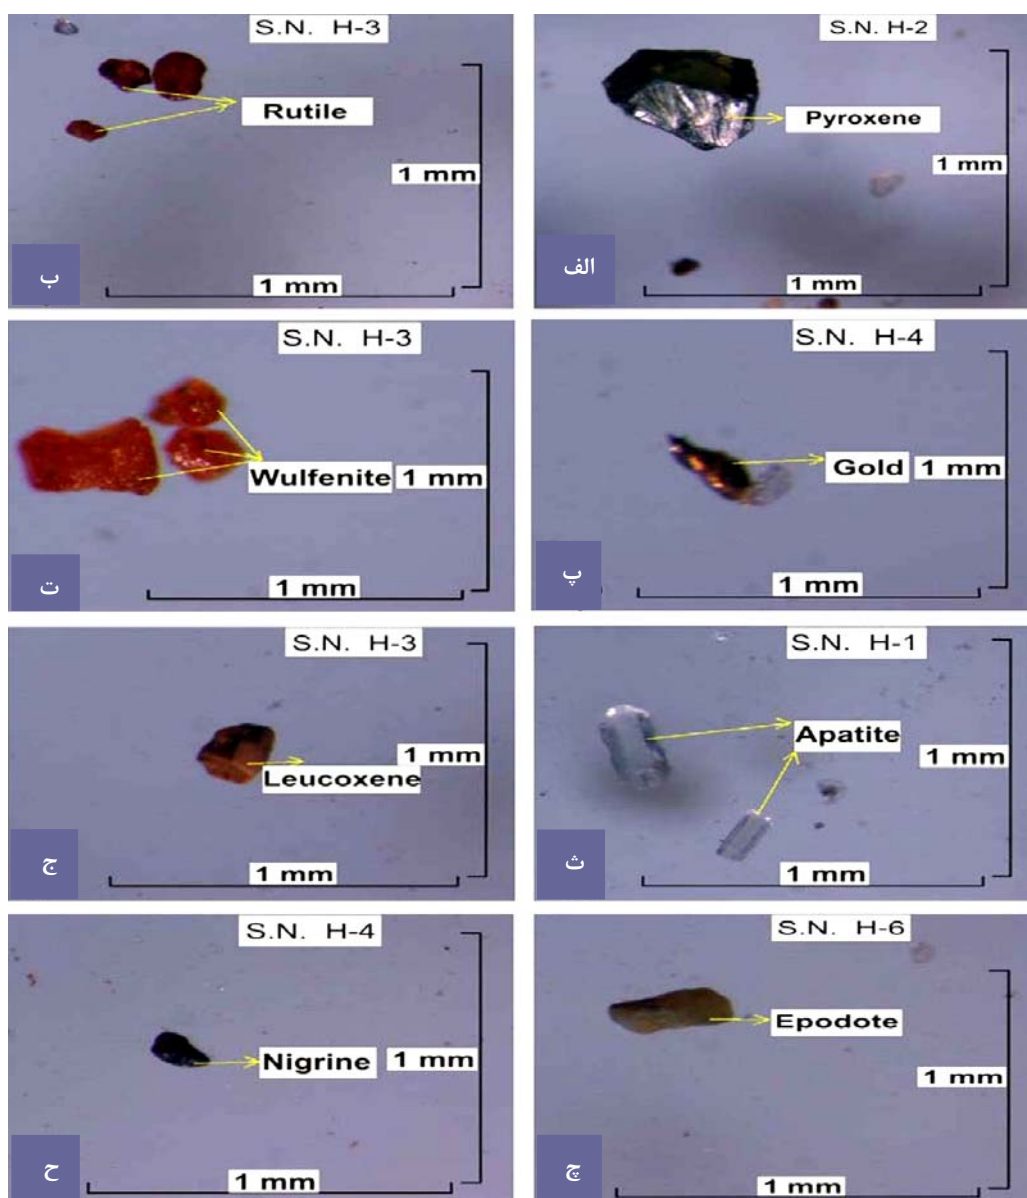 S.N. H-2
Pyroxene
1 mm
1 mm
الف
S.N. H-3
Rutile
1 mm
1 mm
ب
S.N. H-4
Gold
1 mm
1 mm
پ
S.N. H-3
Wulfenite
1 mm
1 mm
ت
S.N. H-1
Apatite
1 mm
1 mm
ث
S.N. H-3
Leucoxene
1 mm
1 mm
ج
S.N. H-6
Epodote
1 mm
1 mm
چ
S.N. H-4
Nigrine
1 mm
1 mm
ح